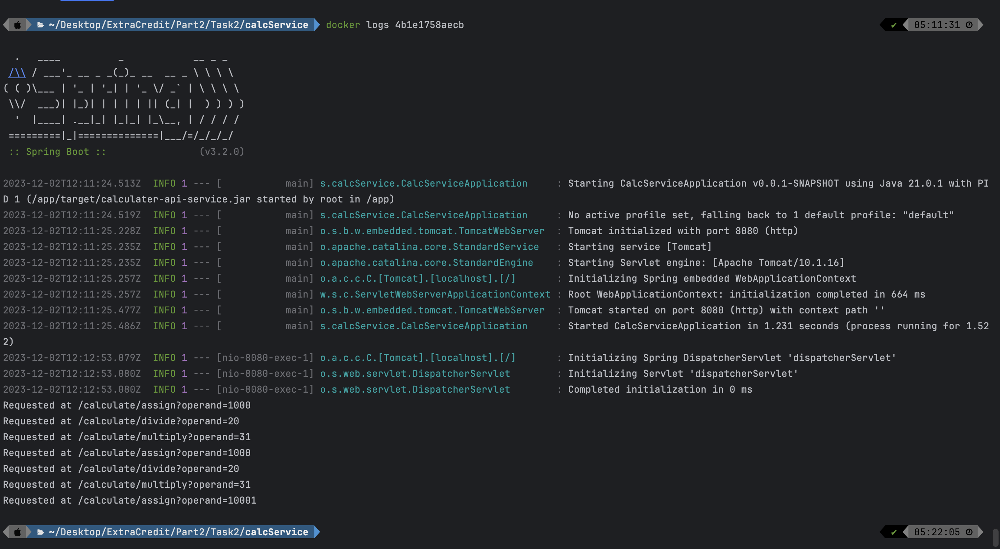 ~/Desktop/ExtraCredit/Part2/Task2/calcService docker logs 4b1e1758aecb ✔ 05:11:31
  .   ____          _            __ _ _
 /\\ / ___'_ __ _ _(_)_ __  __ _ \ \ \ \
( ( )\___ | '_ | '_| | '_ \/ _` | \ \ \ \
 \\/  ___)| |_)| | | | | || (_| |  ) ) ) )
  '  |____| .__|_| |_|_| |_\__, | / / / /
 =========|_|==============|___/=/_/_/_/
 :: Spring Boot ::                (v3.2.0)
2023-12-02T12:11:24.513Z  INFO 1 --- [           main] s.calcService.CalcServiceApplication     : Starting CalcServiceApplication v0.0.1-SNAPSHOT using Java 21.0.1 with PI
D 1 (/app/target/calculater-api-service.jar started by root in /app)
2023-12-02T12:11:24.519Z  INFO 1 --- [           main] s.calcService.CalcServiceApplication     : No active profile set, falling back to 1 default profile: "default"
2023-12-02T12:11:25.228Z  INFO 1 --- [           main] o.s.b.w.embedded.tomcat.TomcatWebServer  : Tomcat initialized with port 8080 (http)
2023-12-02T12:11:25.235Z  INFO 1 --- [           main] o.apache.catalina.core.StandardService   : Starting service [Tomcat]
2023-12-02T12:11:25.235Z  INFO 1 --- [           main] o.apache.catalina.core.StandardEngine    : Starting Servlet engine: [Apache Tomcat/10.1.16]
2023-12-02T12:11:25.257Z  INFO 1 --- [           main] o.a.c.c.C.[Tomcat].[localhost].[/]       : Initializing Spring embedded WebApplicationContext
2023-12-02T12:11:25.257Z  INFO 1 --- [           main] w.s.c.ServletWebServerApplicationContext : Root WebApplicationContext: initialization completed in 664 ms
2023-12-02T12:11:25.477Z  INFO 1 --- [           main] o.s.b.w.embedded.tomcat.TomcatWebServer  : Tomcat started on port 8080 (http) with context path ''
2023-12-02T12:11:25.486Z  INFO 1 --- [           main] s.calcService.CalcServiceApplication     : Started CalcServiceApplication in 1.231 seconds (process running for 1.52
2)
2023-12-02T12:12:53.079Z  INFO 1 --- [nio-8080-exec-1] o.a.c.c.C.[Tomcat].[localhost].[/]       : Initializing Spring DispatcherServlet 'dispatcherServlet'
2023-12-02T12:12:53.080Z  INFO 1 --- [nio-8080-exec-1] o.s.web.servlet.DispatcherServlet        : Initializing Servlet 'dispatcherServlet'
2023-12-02T12:12:53.080Z  INFO 1 --- [nio-8080-exec-1] o.s.web.servlet.DispatcherServlet        : Completed initialization in 0 ms
Requested at /calculate/assign?operand=1000
Requested at /calculate/divide?operand=20
Requested at /calculate/multiply?operand=31
Requested at /calculate/assign?operand=1000
Requested at /calculate/divide?operand=20
Requested at /calculate/multiply?operand=31
Requested at /calculate/assign?operand=10001
~/Desktop/ExtraCredit/Part2/Task2/calcService ✔ 05:22:05